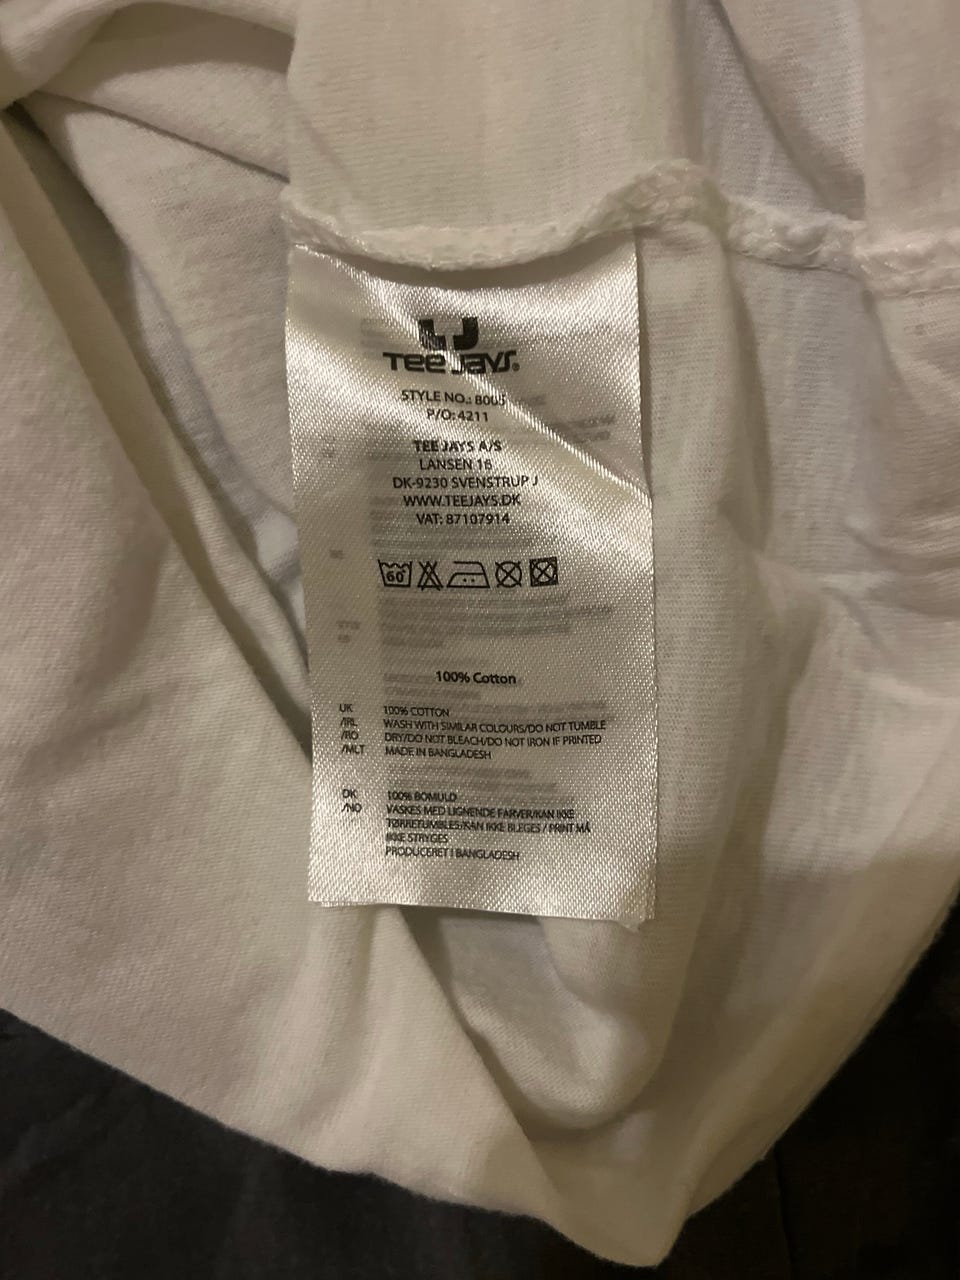 TEE JAYS®
STYLE NO.: 8005
P/O: 4211
TEE JAYS A/S
LANSEN 16
DK-9230 SVENSTRUP J
WWW.TEEJAYS.DK
VAT: 87107914
60
100% Cotton
UK 100% COTTON
/IRL WASH WITH SIMILAR COLOURS/DO NOT TUMBLE
/RO DRY/DO NOT BLEACH/DO NOT IRON IF PRINTED
/MLT MADE IN BANGLADESH
DK 100% BOMULD
/NO VASKES MED LIGNENDE FARVER/KAN IKKE
TØRRETUMBLES/KAN IKKE BLEGES / PRINT MÅ
IKKE STRYGES
PRODUCERET I BANGLADESH